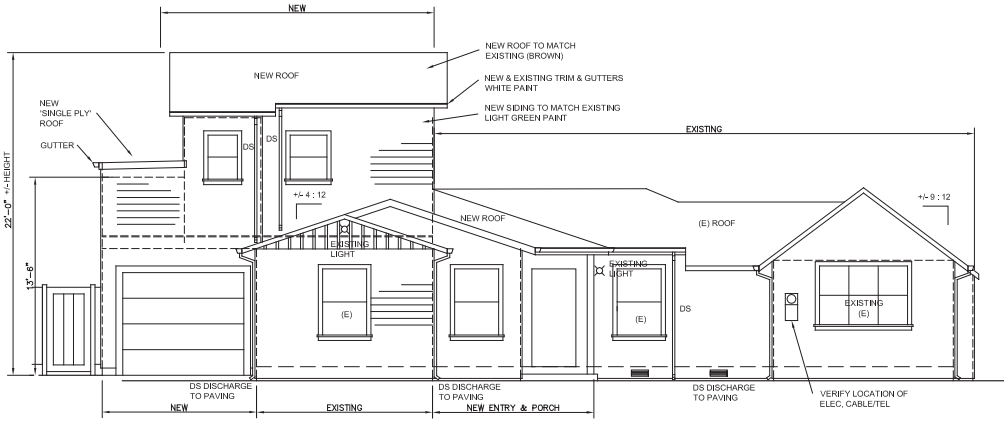 NEW
NEW ROOF TO MATCH
EXISTING (BROWN)
NEW ROOF
NEW & EXISTING TRIM & GUTTERS
WHITE PAINT
NEW
'SINGLE PLY'
ROOF
NEW SIDING TO MATCH EXISTING
LIGHT GREEN PAINT
GUTTER
DS
DS
EXISTING
22'-0" +/- HEIGHT
+/- 4 : 12
+/- 9 : 12
NEW ROOF
(E) ROOF
EXISTING
LIGHT
EXISTING
LIGHT
13'-6"
DS
EXISTING
(E)
(E)
(E)
DS DISCHARGE
TO PAVING
DS DISCHARGE
TO PAVING
DS DISCHARGE
TO PAVING
VERIFY LOCATION OF
ELEC, CABLE/TEL
NEW
EXISTING
NEW ENTRY & PORCH